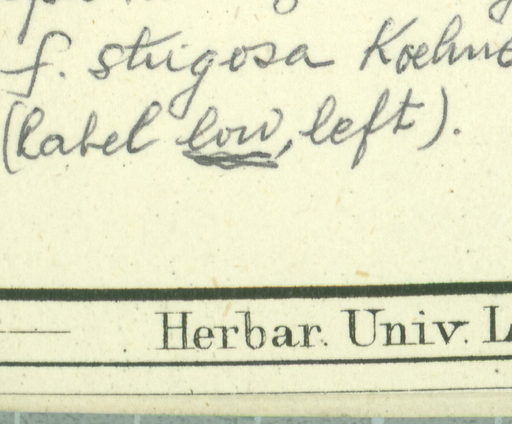 f. strigosa Koehne
(label low, left).
Herbar. Univ. L